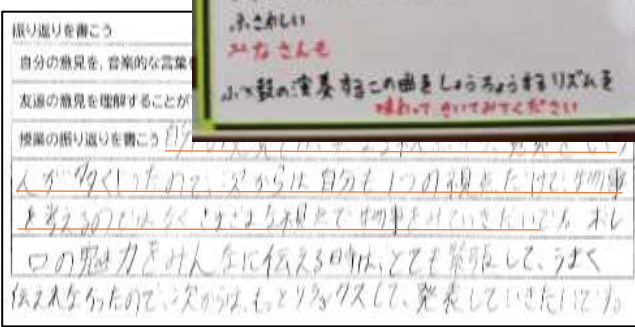 ふさわしい
みなさんも
ふつ数の演奏するこの曲をしょうちょうするリズムを
味わって きいてみてください
振り返りを書こう
自分の意見を、音楽的な言葉
友達の意見を理解することが
授業の振り返りを書こう
人が多くいたので、次からは自分も1つの視点だけで、物事
を考えるのではなくさまざまな視点で物事をみていきたいです。ボレ
ロの魅力をみんなに伝える時は、とても緊張して、うまく
伝えれなかったので、次からは、もっとリラックスして、発表していきたいです。